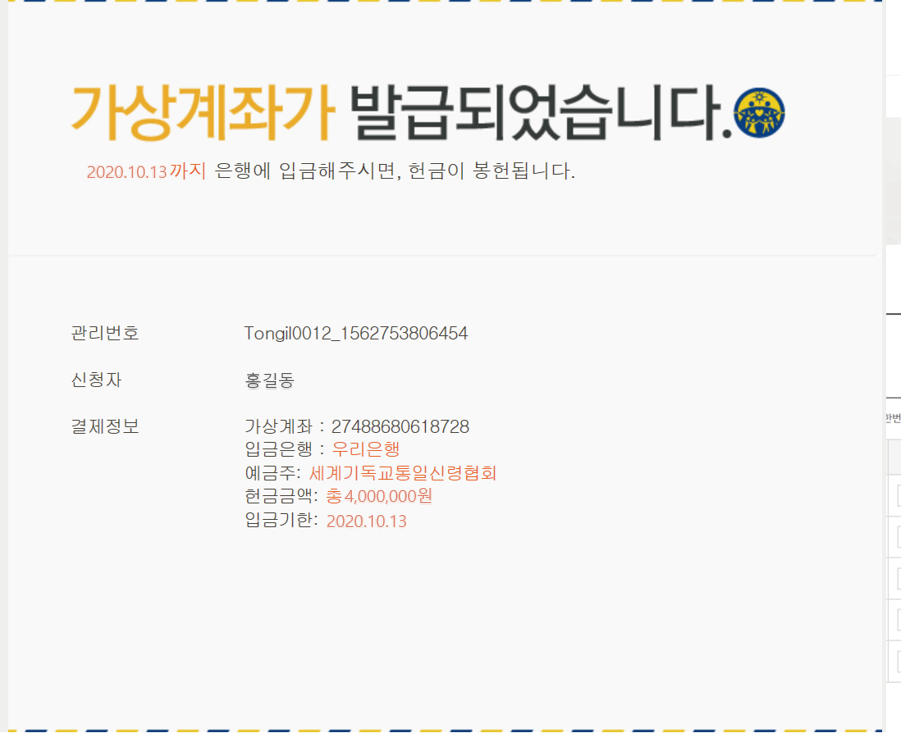 가상계좌가 발급되었습니다.
2020.10.13까지 은행에 입금해주시면, 헌금이 봉헌됩니다.
관리번호 Tongil0012_1562753806454
신청자 홍길동
결제정보 가상계좌 : 27488680618728
입금은행 : 우리은행
예금주: 세계기독교통일신령협회
헌금금액: 총4,000,000원
입금기한: 2020.10.13
한번